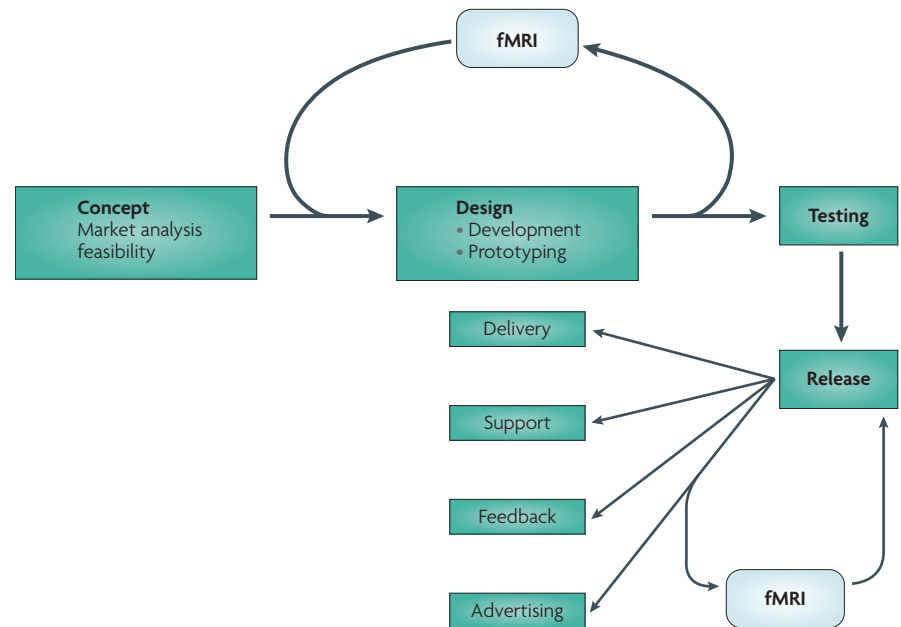 fMRI
Concept
Market analysis
feasibility
Design
• Development
• Prototyping
Testing
Delivery
Release
Support
Feedback
fMRI
Advertising